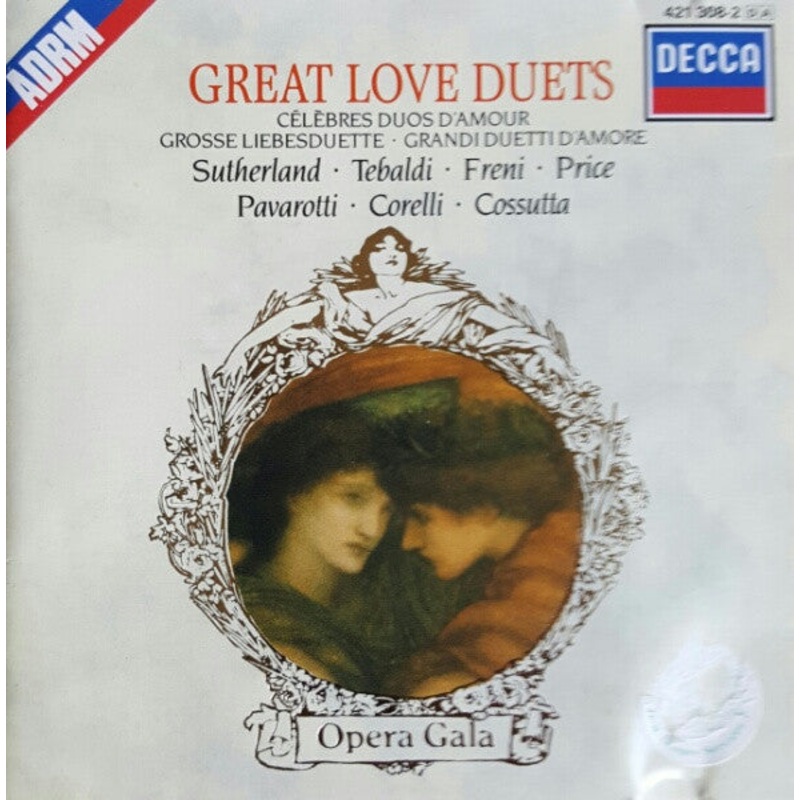 421 308-2
ADRM
DECCA
GREAT LOVE DUETS
CÉLÈBRES DUOS D'AMOUR
GROSSE LIEBESDUETTE · GRANDI DUETTI D'AMORE
Sutherland · Tebaldi · Freni · Price
Pavarotti · Corelli · Cossutta
Opera Gala